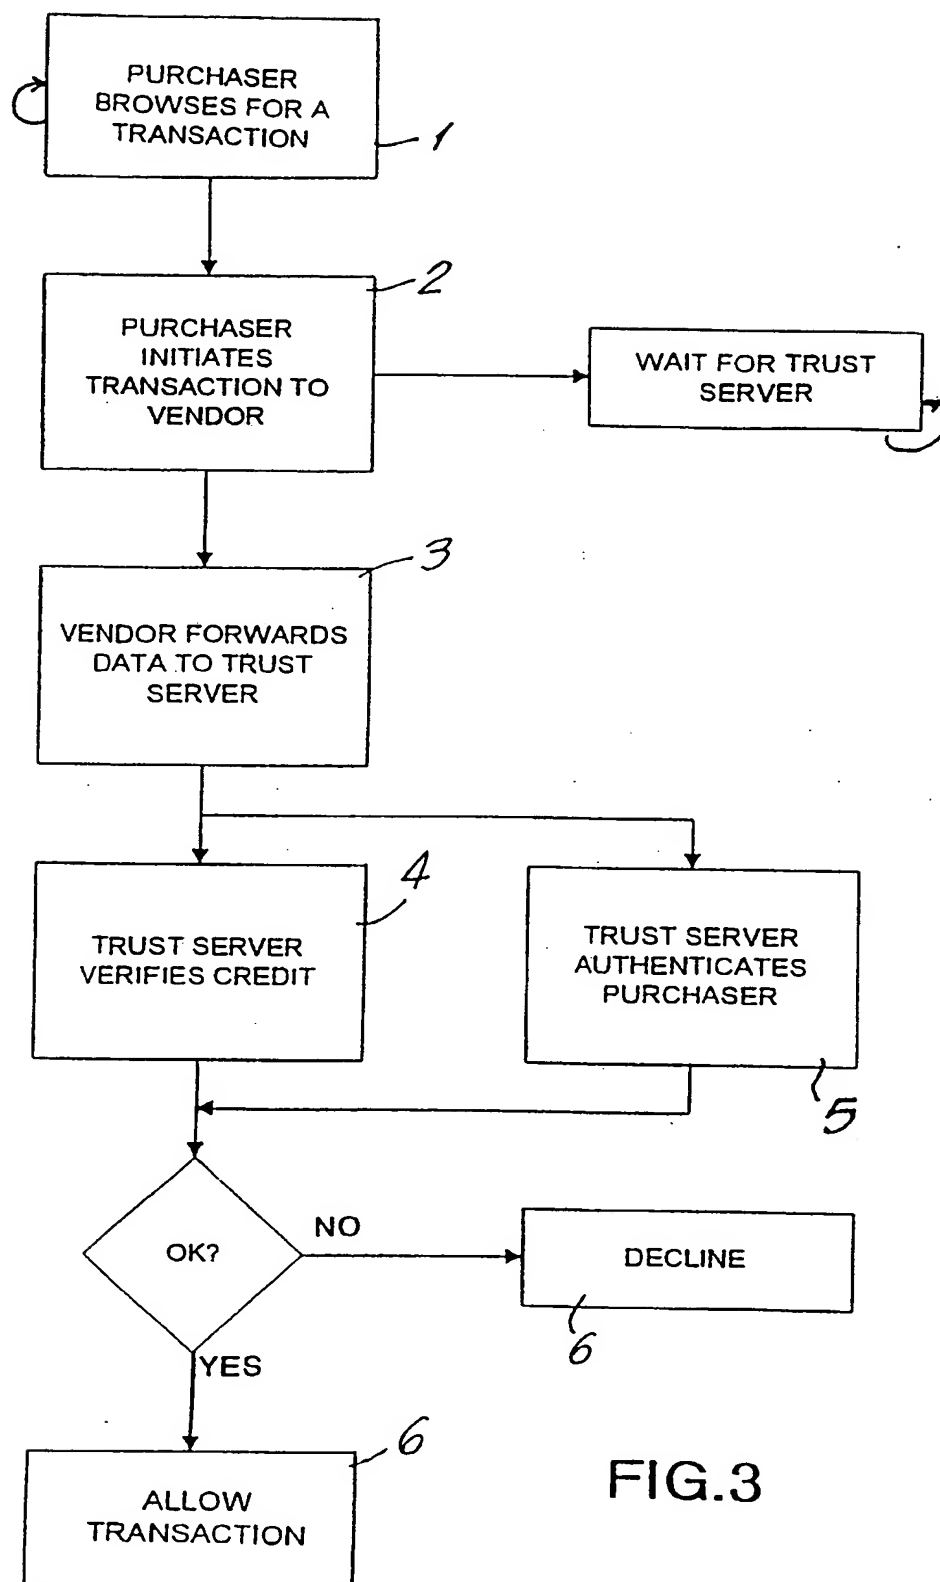 PURCHASER
BROWSES FOR A
TRANSACTION
1
2
PURCHASER
INITIATES
TRANSACTION TO
VENDOR
WAIT FOR TRUST
SERVER
3
VENDOR FORWARDS
DATA TO TRUST
SERVER
4
TRUST SERVER
VERIFIES CREDIT
TRUST SERVER
AUTHENTICATES
PURCHASER
5
OK?
NO
DECLINE
6
YES
6
ALLOW
TRANSACTION
FIG.3